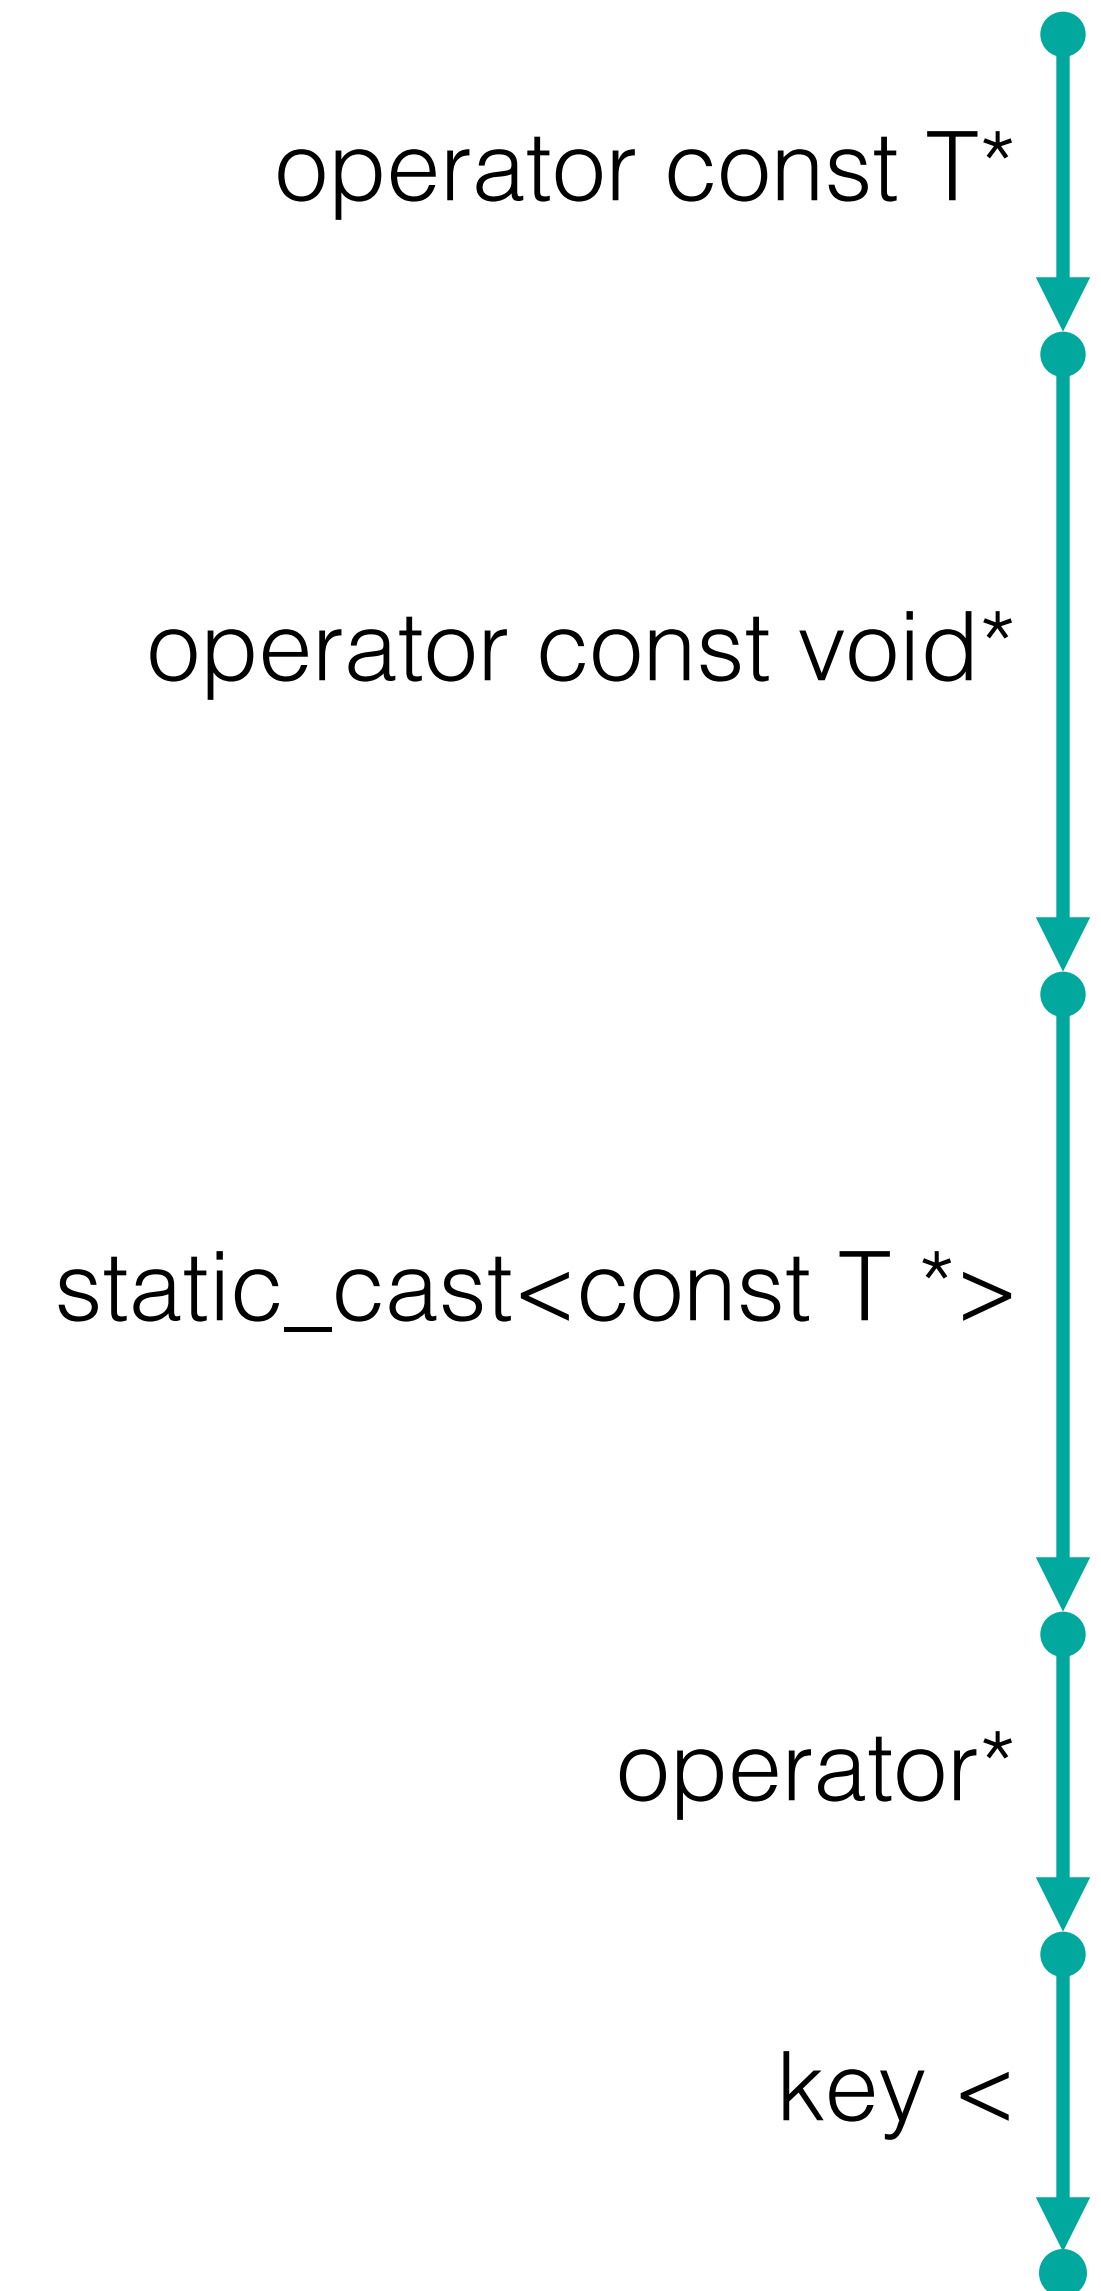 operator const T*
operator const void*
static_cast<const T *>
operator*
key <